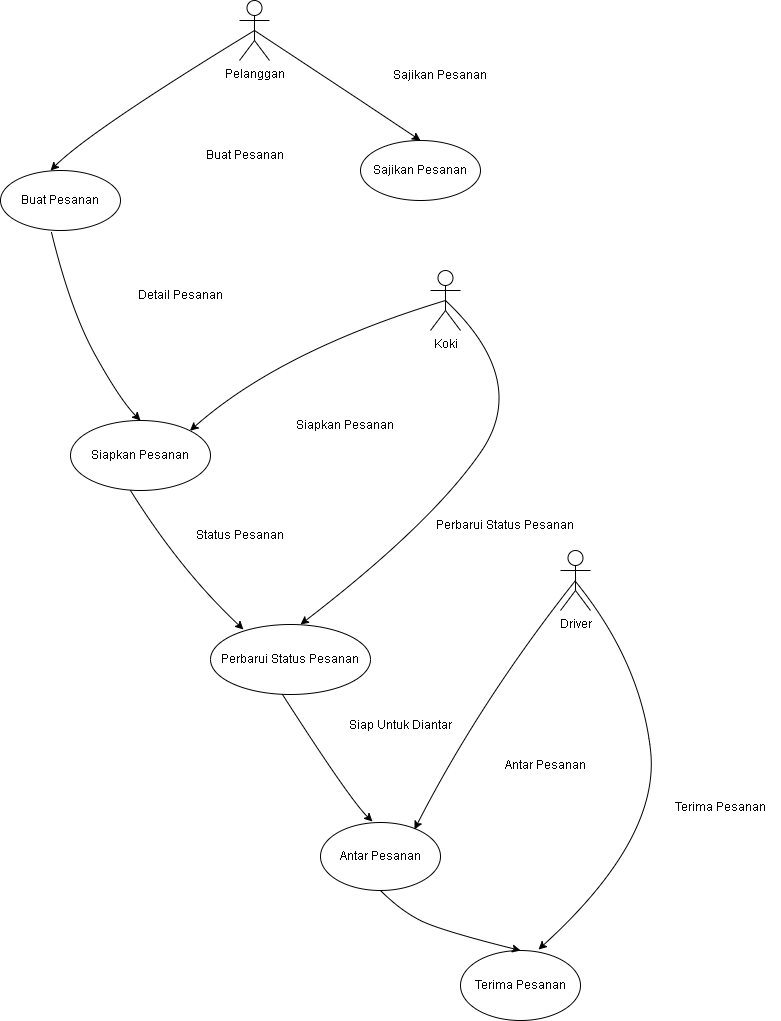 Pelanggan
Sajikan Pesanan
Buat Pesanan
Sajikan Pesanan
Buat Pesanan
Detail Pesanan
Koki
Siapkan Pesanan
Siapkan Pesanan
Perbarui Status Pesanan
Status Pesanan
Driver
Perbarui Status Pesanan
Siap Untuk Diantar
Antar Pesanan
Terima Pesanan
Antar Pesanan
Terima Pesanan